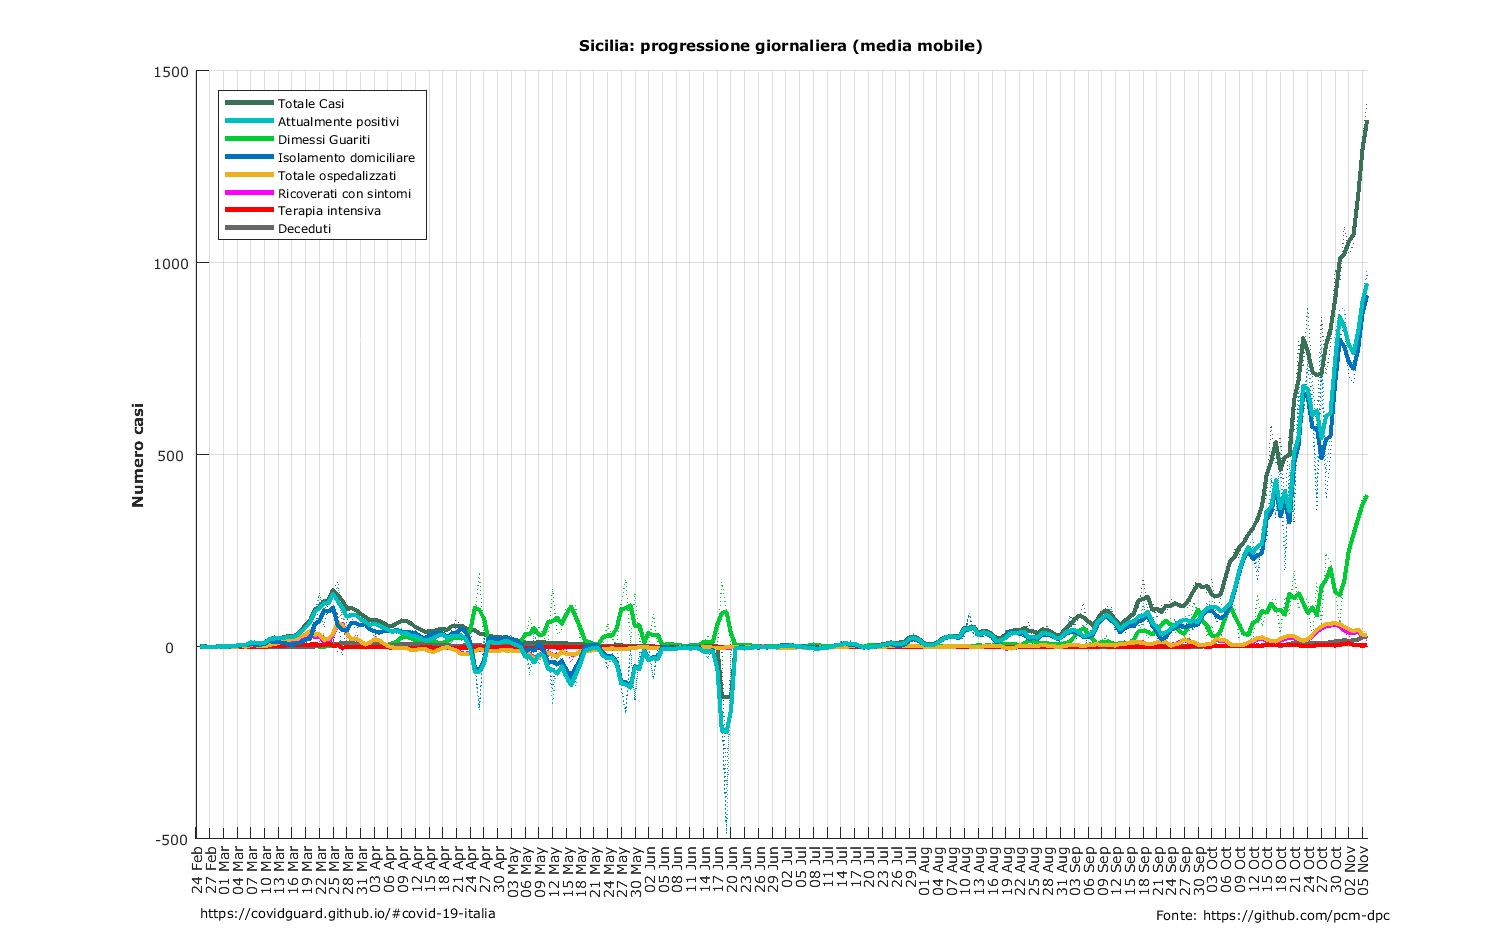 Sicilia: progressione giornaliera (media mobile)
1500
1000
500
0
-500
Numero casi
Totale Casi
Attualmente positivi
Dimessi Guariti
Isolamento domiciliare
Totale ospedalizzati
Ricoverati con sintomi
Terapia intensiva
Deceduti
24 Feb
27 Feb
01 Mar
04 Mar
07 Mar
10 Mar
13 Mar
16 Mar
19 Mar
22 Mar
25 Mar
28 Mar
31 Mar
03 Apr
06 Apr
09 Apr
12 Apr
15 Apr
18 Apr
21 Apr
24 Apr
27 Apr
30 Apr
03 May
06 May
09 May
12 May
15 May
18 May
21 May
24 May
27 May
30 May
02 Jun
05 Jun
08 Jun
11 Jun
14 Jun
17 Jun
20 Jun
23 Jun
26 Jun
29 Jun
02 Jul
05 Jul
08 Jul
11 Jul
14 Jul
17 Jul
20 Jul
23 Jul
26 Jul
29 Jul
01 Aug
04 Aug
07 Aug
10 Aug
13 Aug
16 Aug
19 Aug
22 Aug
25 Aug
28 Aug
31 Aug
03 Sep
06 Sep
09 Sep
12 Sep
15 Sep
18 Sep
21 Sep
24 Sep
27 Sep
30 Sep
03 Oct
06 Oct
09 Oct
12 Oct
15 Oct
18 Oct
21 Oct
24 Oct
27 Oct
30 Oct
02 Nov
05 Nov
https://covidguard.github.io/#covid-19-italia
Fonte: https://github.com/pcm-dpc